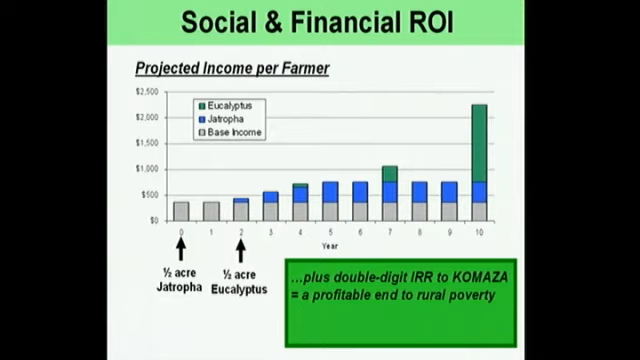 Social & Financial ROI
Projected Income per Farmer
$2,500
$2,000
$1,500
$1,000
$500
$0
Eucalyptus
Jatropha
Base Income
0 1 2 3 4 5 6 7 8 9 10
Year
½ acre
Jatropha
½ acre
Eucalyptus
...plus double-digit IRR to KOMAZA
= a profitable end to rural poverty